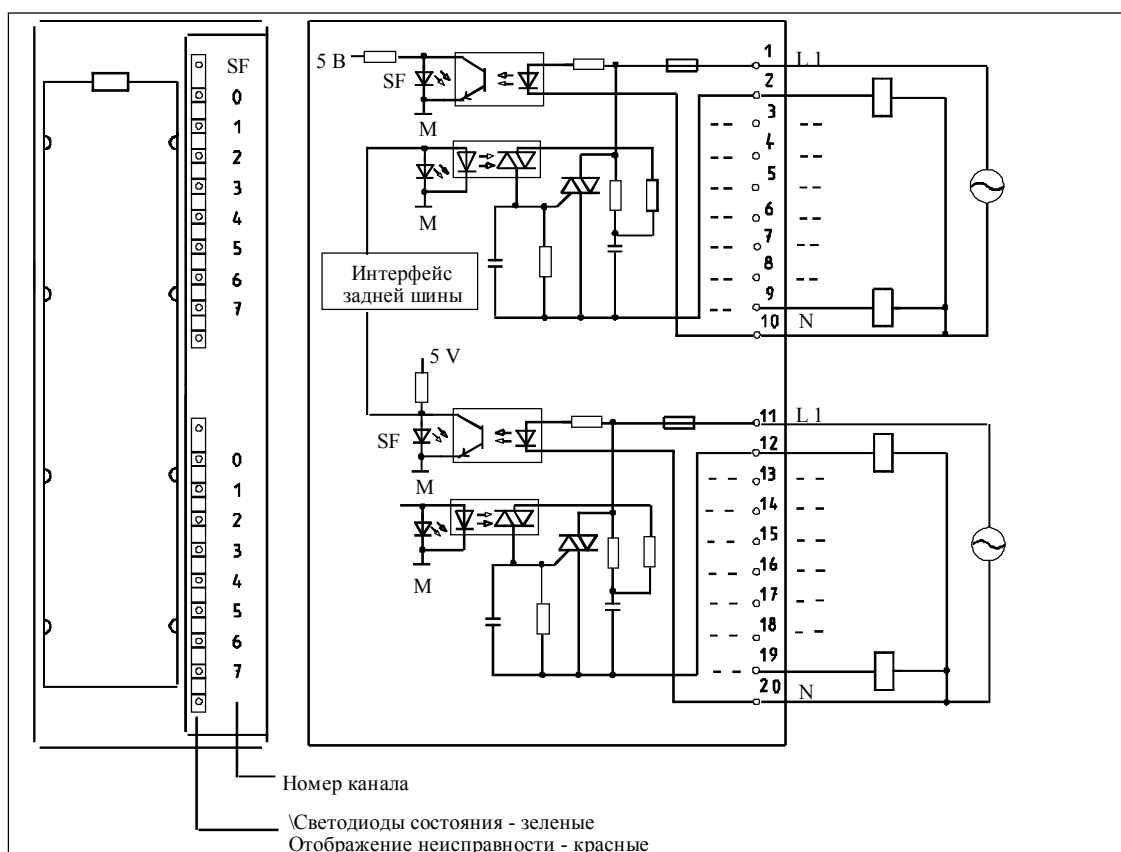 SF
0
1
2
3
4
5
6
7
0
1
2
3
4
5
6
7
5 В
SF
М
М
Интерфейс
задней шины
5 V
SF
М
М
1 L 1
2
3
4
5
6
7
8
9
10 N
11 L 1
12
13
14
15
16
17
18
19
20 N
Номер канала
\Светодиоды состояния - зеленые
Отображение неисправности - красные